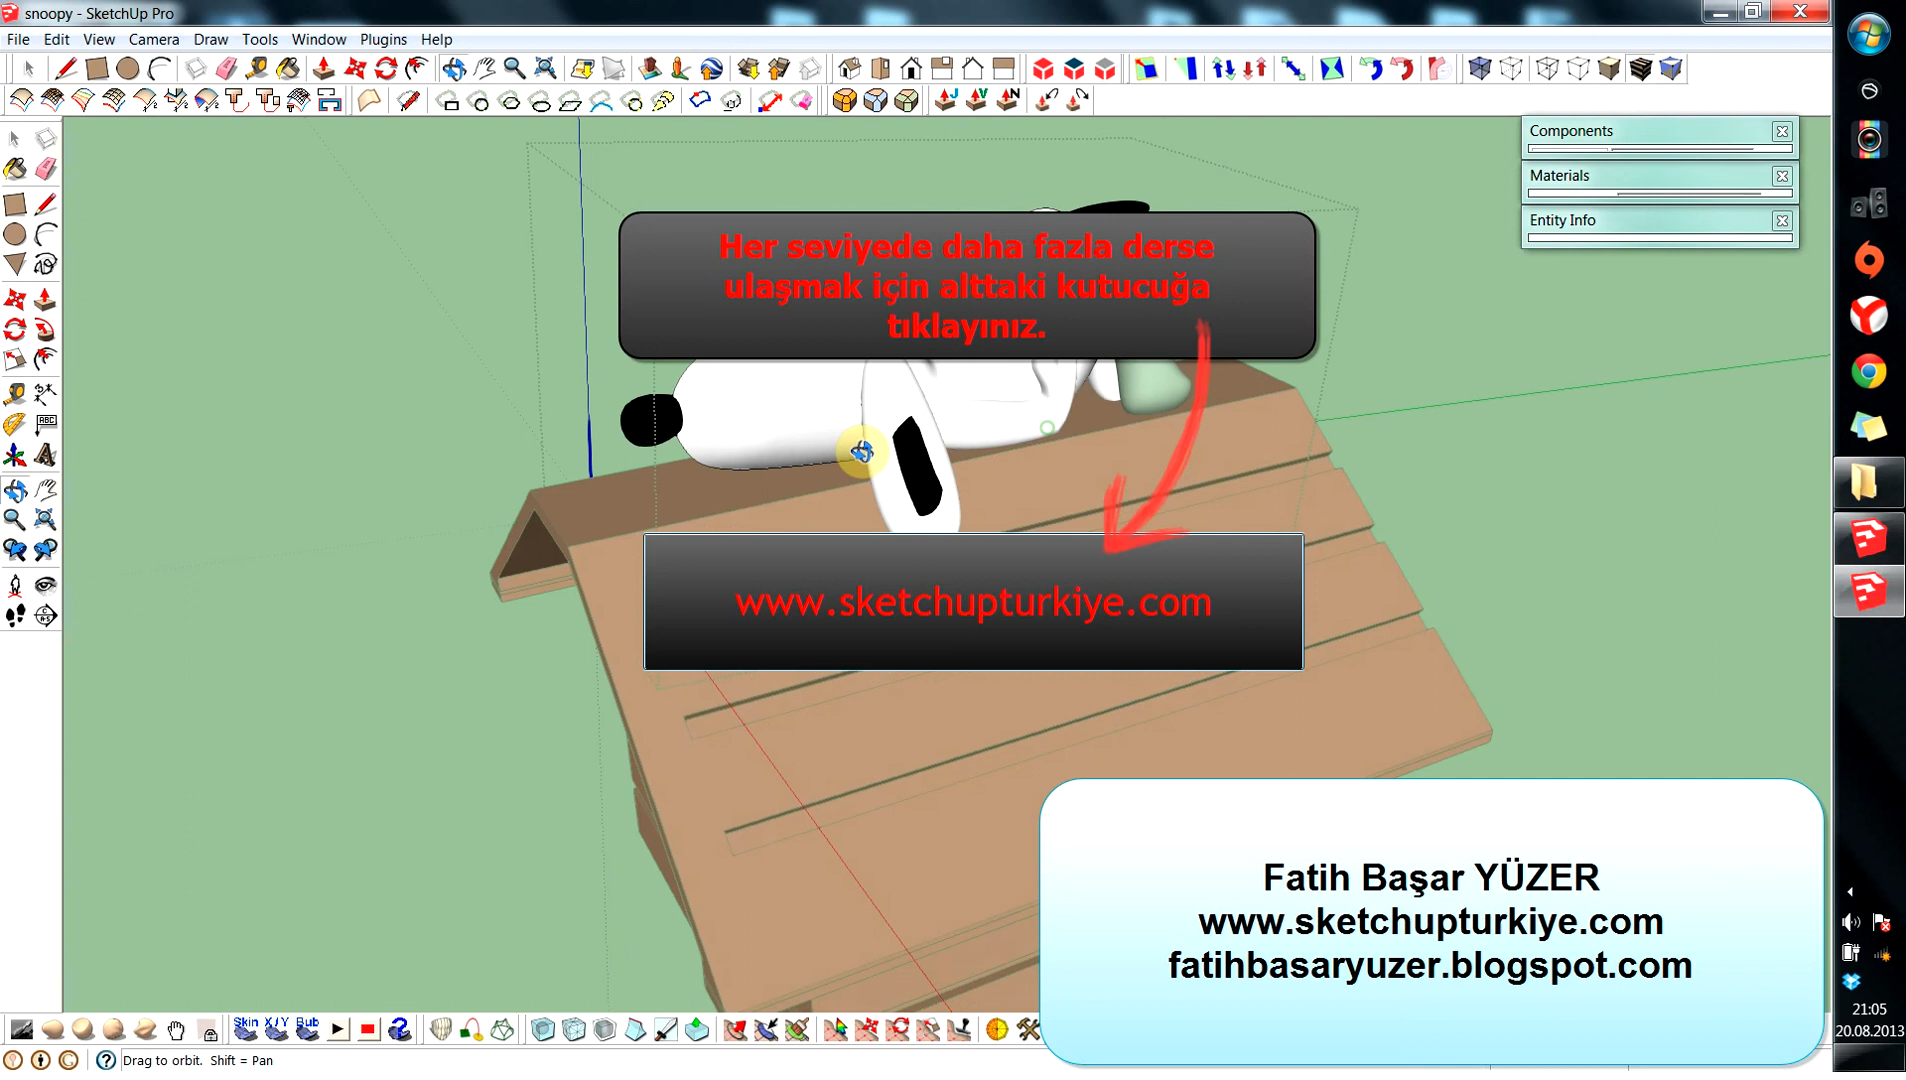 snoopy - SketchUp Pro
File Edit View Camera Draw Tools Window Plugins Help
Components
Materials
Entity Info
Her seviyede daha fazla derse
ulaşmak için alttaki kutucuğa
tıklayınız.
www.sketchupturkiye.com
Fatih Başar YÜZER
www.sketchupturkiye.com
fatihbasaryuzer.blogspot.com
ABC
Skin X/Y Bub
Drag to orbit. Shift = Pan
21:05
20.08.2013